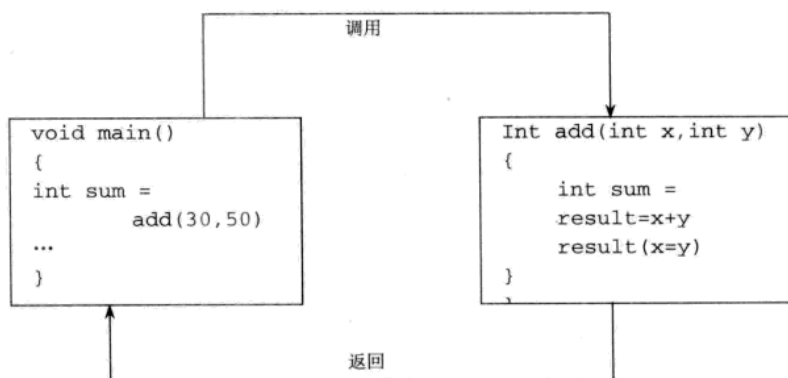 调用
void main()
{
int sum =
add(30,50)
…
}
Int add(int x,int y)
{
int sum =
result=x+y
result(x=y)
}
返回